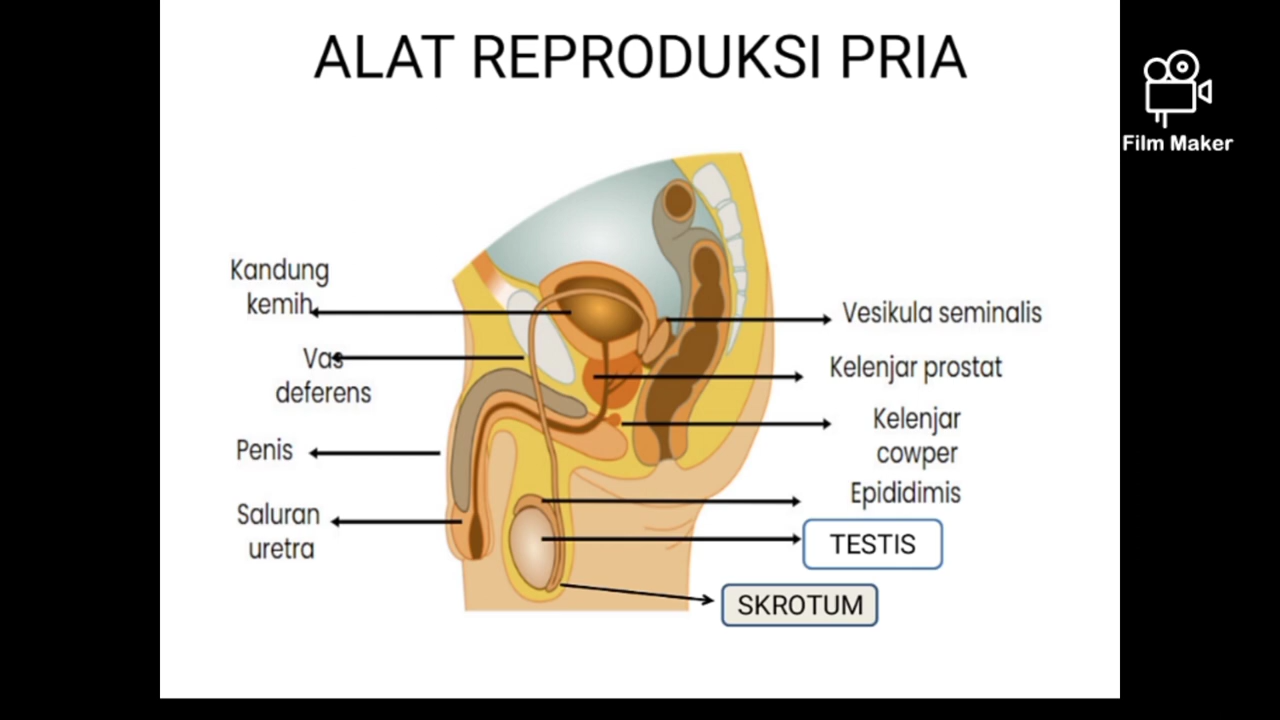 ALAT REPRODUKSI PRIA
Film Maker
Kandung
kemih
Vas
deferens
Penis
Saluran
uretra
Vesikula seminalis
Kelenjar prostat
Kelenjar
cowper
Epididimis
TESTIS
SKROTUM